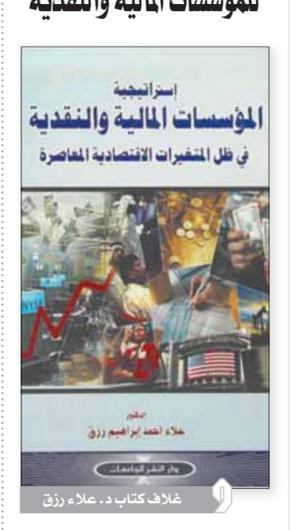 للمؤسسات المالية والنقدية
إستراتيجية
المؤسسات المالية والنقدية
في ظل المتغيرات الاقتصادية المعاصرة
الدكتور
علاء احمد إبراهيم رزق
دار النشر للجامعات
غلاف كتاب د. علاء رزق